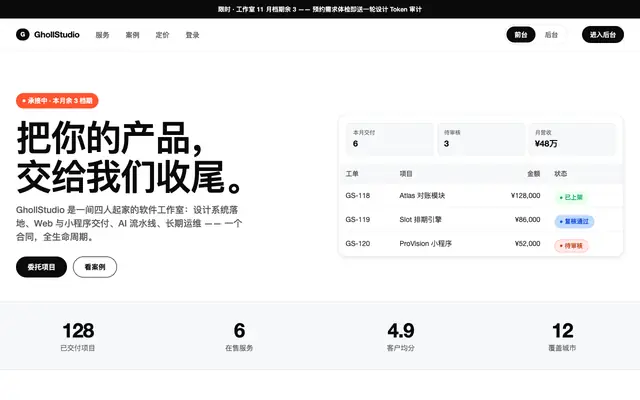 限时 · 工作室 11 月档期余 3 —— 预约需求体检即送一轮设计 Token 审计
G GhollStudio 服务 案例 定价 登录 前台 后台 进入后台
承接中 · 本月余 3 档期
把你的产品，
交给我们收尾。
GhollStudio 是一间四人起家的软件工作室：设计系统落
地、Web 与小程序交付、AI 流水线、长期运维 —— 一个
合同，全生命周期。
委托项目 看案例
本月交付 待审核 月营收
6 3 ¥48万
工单 项目 金额 状态
GS-118 Atlas 对账模块 ¥128,000 已上架
GS-119 Slot 排期引擎 ¥86,000 复核通过
GS-120 ProVision 小程序 ¥52,000 待审核
128 6 4.9 12
已交付项目 在售服务 客户均分 覆盖城市